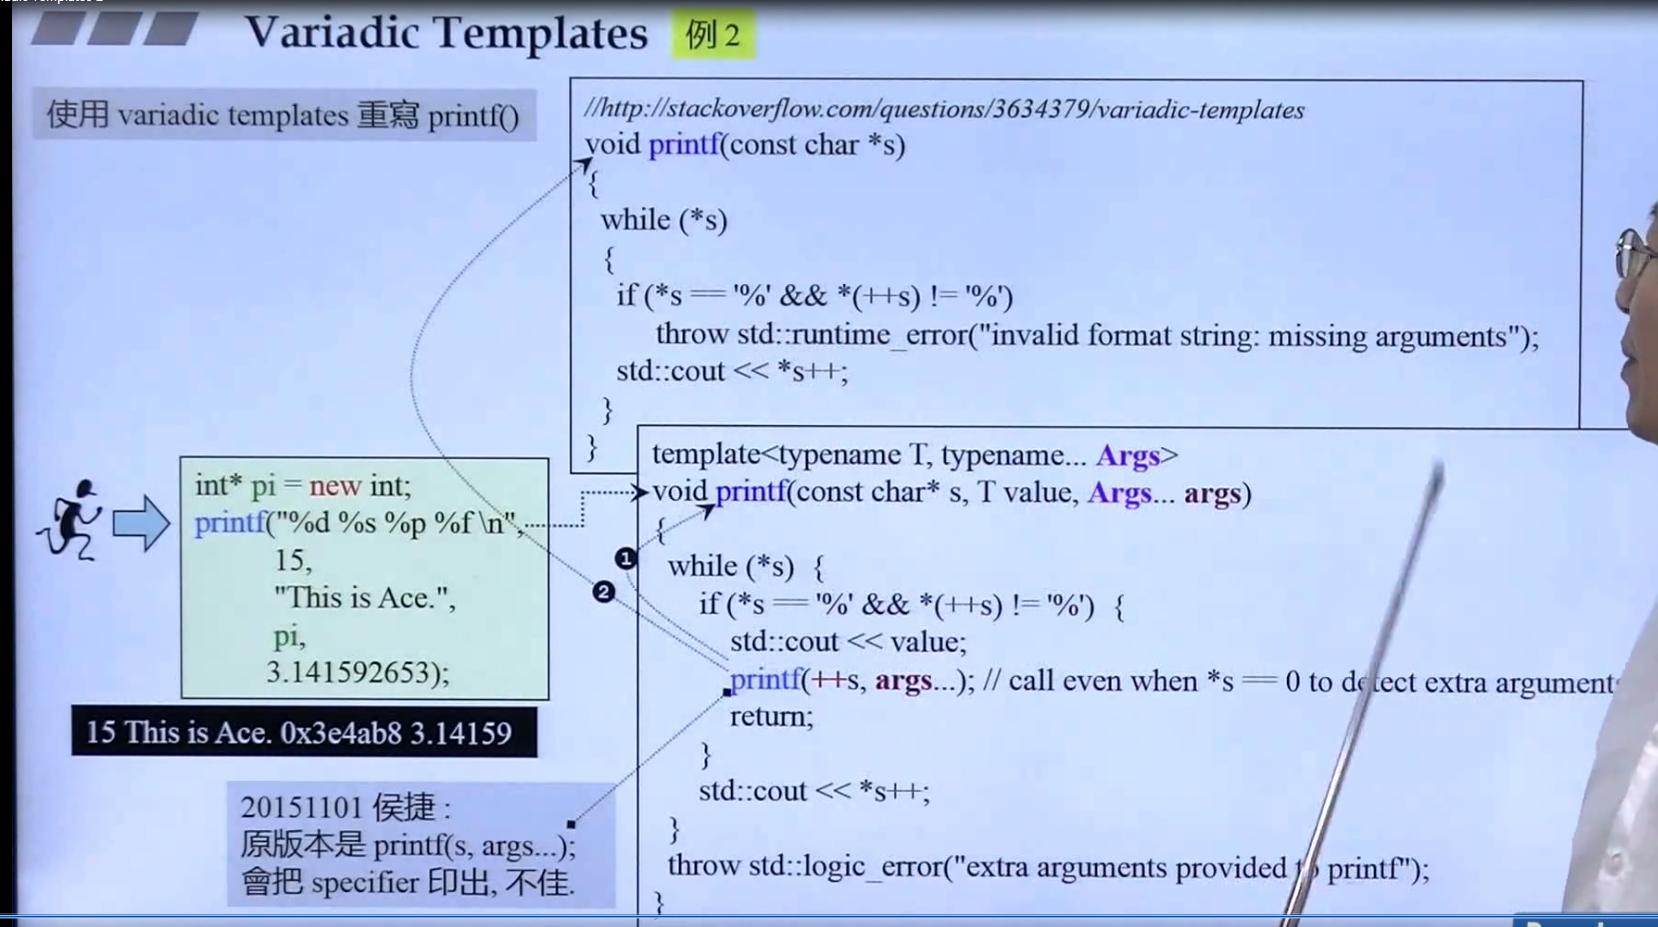 Variadic Templates 例 2
使用 variadic templates 重寫 printf()
//http://stackoverflow.com/questions/3634379/variadic-templates
void printf(const char *s)
{
while (*s)
{
if (*s == '%' && *(++s) != '%')
throw std::runtime_error("invalid format string: missing arguments");
std::cout << *s++;
}
}
template<typename T, typename... Args>
void printf(const char* s, T value, Args... args)
{
while (*s) {
if (*s == '%' && *(++s) != '%') {
std::cout << value;
printf(++s, args...); // call even when *s == 0 to detect extra argument
return;
}
std::cout << *s++;
}
throw std::logic_error("extra arguments provided to printf");
}
int* pi = new int;
printf("%d %s %p %f \n",
15,
"This is Ace.",
pi,
3.141592653);
1
2
15 This is Ace. 0x3e4ab8 3.14159
20151101 侯捷 :
原版本是 printf(s, args...);
會把 specifier 印出, 不佳.